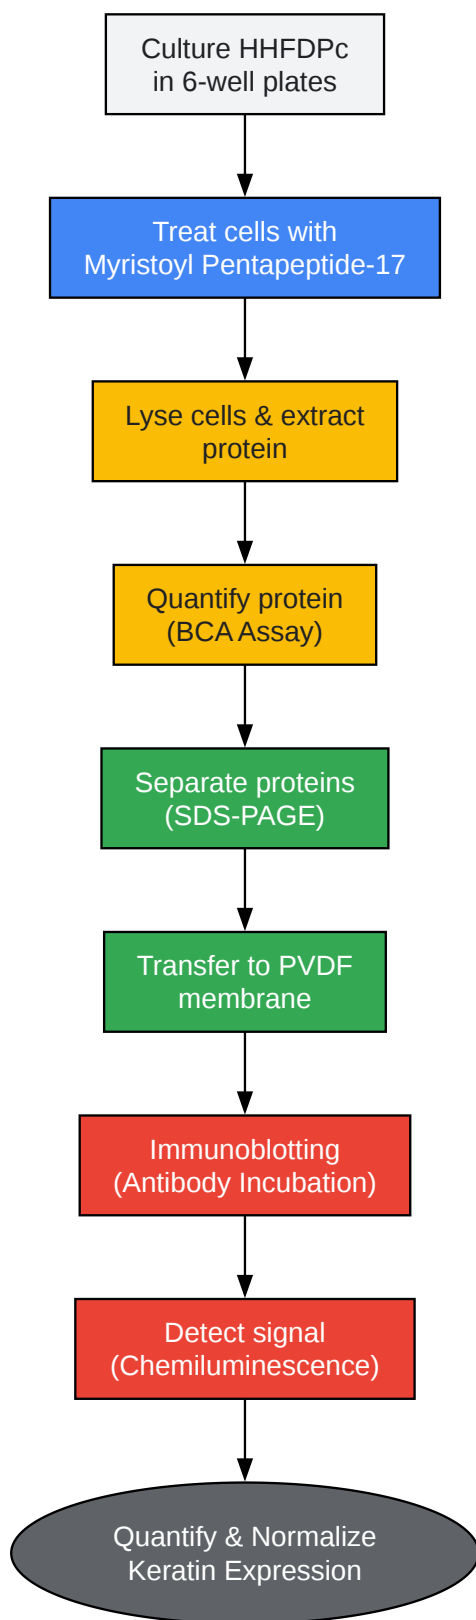 Culture HHFDPc
in 6-well plates
Treat cells with
Myristoyl Pentapeptide-17
Lyse cells & extract
protein
Quantify protein
(BCA Assay)
Separate proteins
(SDS-PAGE)
Transfer to PVDF
membrane
Immunoblotting
(Antibody Incubation)
Detect signal
(Chemiluminescence)
Quantify & Normalize
Keratin Expression